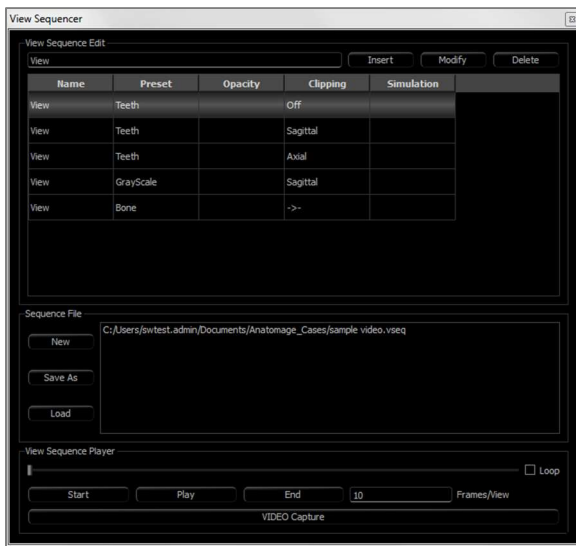 View Sequencer
View Sequence Edit
View Insert Modify Delete
Name Preset Opacity Clipping Simulation
View Teeth Off
View Teeth Sagittal
View Teeth Axial
View GrayScale Sagittal
View Bone ->-
Sequence File
C:/Users/swtest.admin/Documents/Anatomage_Cases/sample video.vseq
New
Save As
Load
View Sequence Player
Loop
Start Play End 10 Frames/View
VIDEO Capture